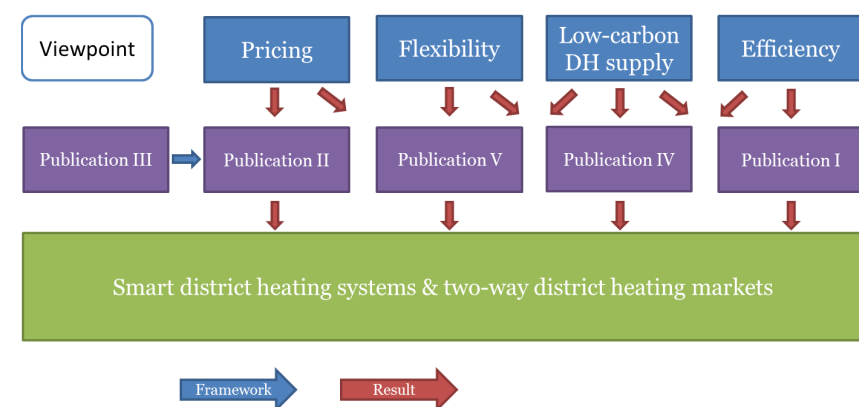 Viewpoint
Pricing
Flexibility
Low-carbon
DH supply
Efficiency
Publication III
Publication II
Publication V
Publication IV
Publication I
Smart district heating systems & two-way district heating markets
Framework
Result